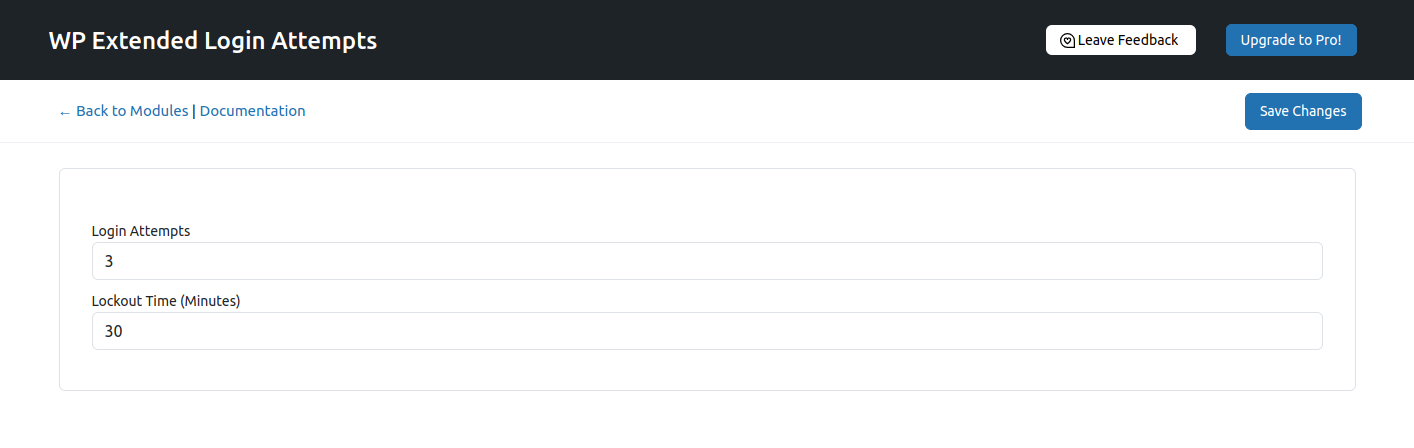 WP Extended Login Attempts
Leave Feedback
Upgrade to Pro!
← Back to Modules | Documentation
Save Changes
Login Attempts
3
Lockout Time (Minutes)
30